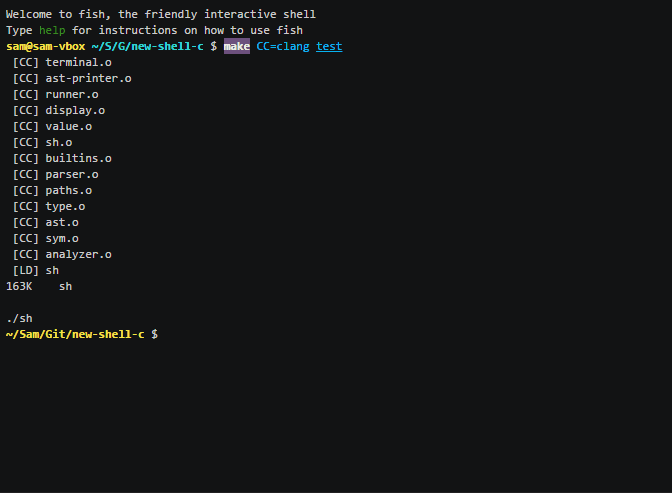 Welcome to fish, the friendly interactive shell
Type help for instructions on how to use fish
sam@sam-vbox ~/S/G/new-shell-c $ make CC=clang test
[CC] terminal.o
[CC] ast-printer.o
[CC] runner.o
[CC] display.o
[CC] value.o
[CC] sh.o
[CC] builtins.o
[CC] parser.o
[CC] paths.o
[CC] type.o
[CC] ast.o
[CC] sym.o
[CC] analyzer.o
[LD] sh
163K    sh
./sh
~/Sam/Git/new-shell-c $